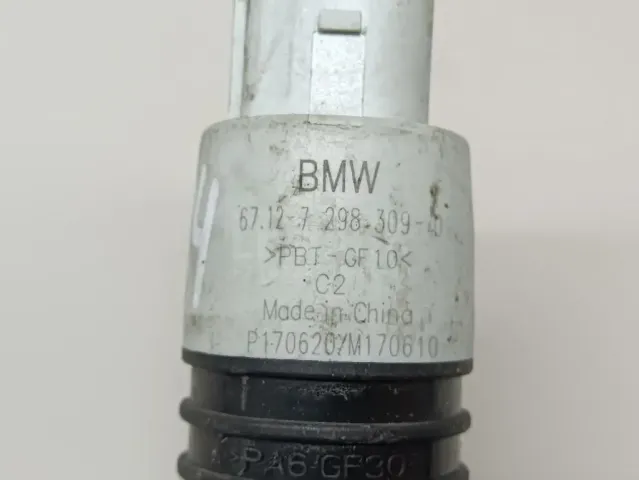 BMW
67.12-7 298 309-
>PBT-GF10<
C2
Made in China
P170620/M170610
>PA6-GF30